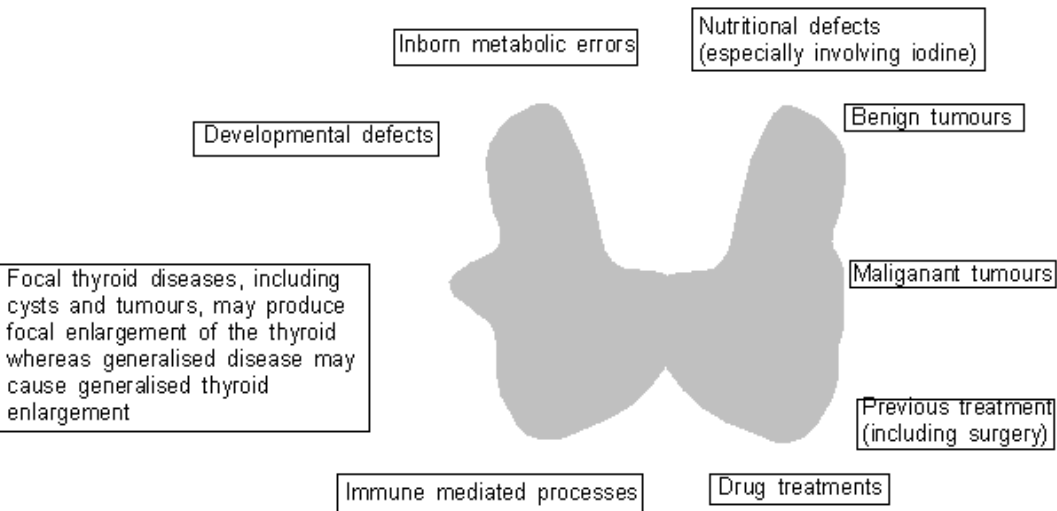 Inborn metabolic errors
Nutritional defects
(especially involving iodine)
Developmental defects
Benign tumours
Focal thyroid diseases, including
cysts and tumours, may produce
focal enlargement of the thyroid
whereas generalised disease may
cause generalised thyroid
enlargement
Maliganant tumours
Previous treatment
(including surgery)
Immune mediated processes
Drug treatments